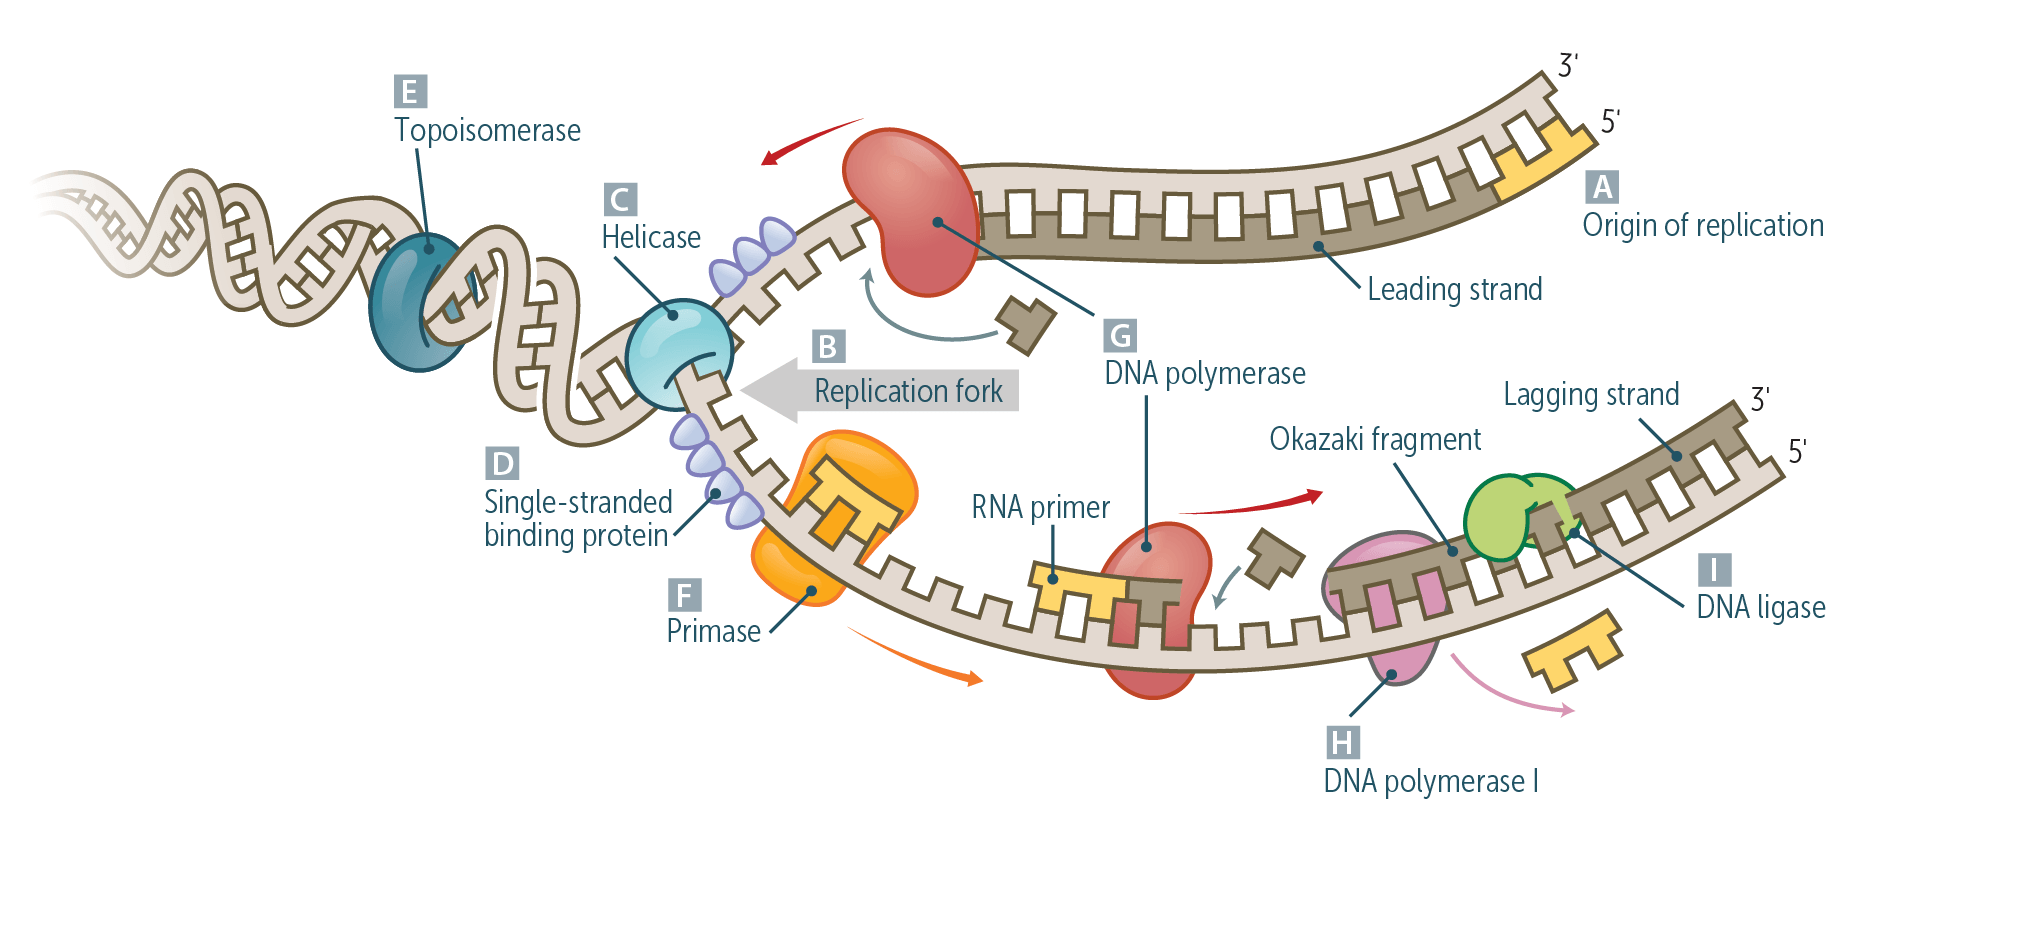 3'
5'
E
Topoisomerase
A
Origin of replication
C
Helicase
Leading strand
B
Replication fork
G
DNA polymerase
Lagging strand
3'
5'
Okazaki fragment
D
Single-stranded
binding protein
RNA primer
I
DNA ligase
F
Primase
H
DNA polymerase I